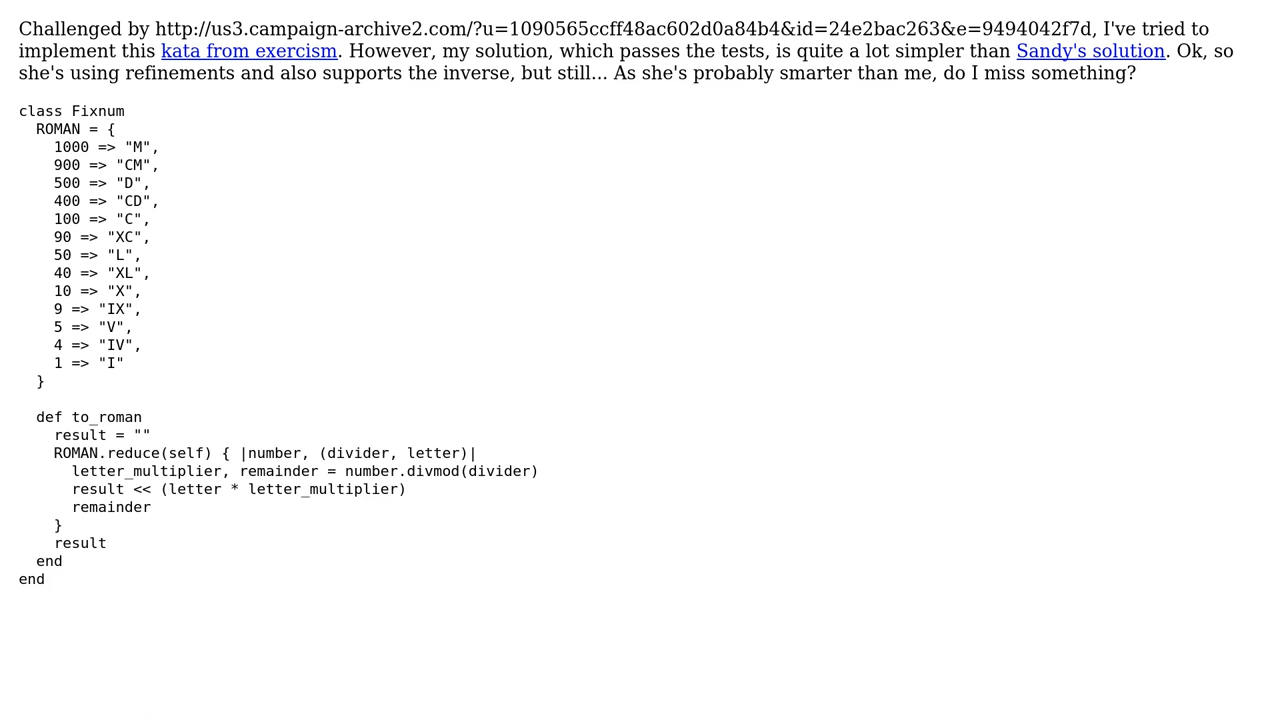 Challenged by http://us3.campaign-archive2.com/?u=1090565ccff48ac602d0a84b4&id=24e2bac263&e=9494042f7d, I've tried to
implement this kata from exercism. However, my solution, which passes the tests, is quite a lot simpler than Sandy's solution. Ok, so
she's using refinements and also supports the inverse, but still... As she's probably smarter than me, do I miss something?
class Fixnum
  ROMAN = {
    1000 => "M",
    900 => "CM",
    500 => "D",
    400 => "CD",
    100 => "C",
    90 => "XC",
    50 => "L",
    40 => "XL",
    10 => "X",
    9 => "IX",
    5 => "V",
    4 => "IV",
    1 => "I"
  }
  def to_roman
    result = ""
    ROMAN.reduce(self) { |number, (divider, letter)|
      letter_multiplier, remainder = number.divmod(divider)
      result << (letter * letter_multiplier)
      remainder
    }
    result
  end
end